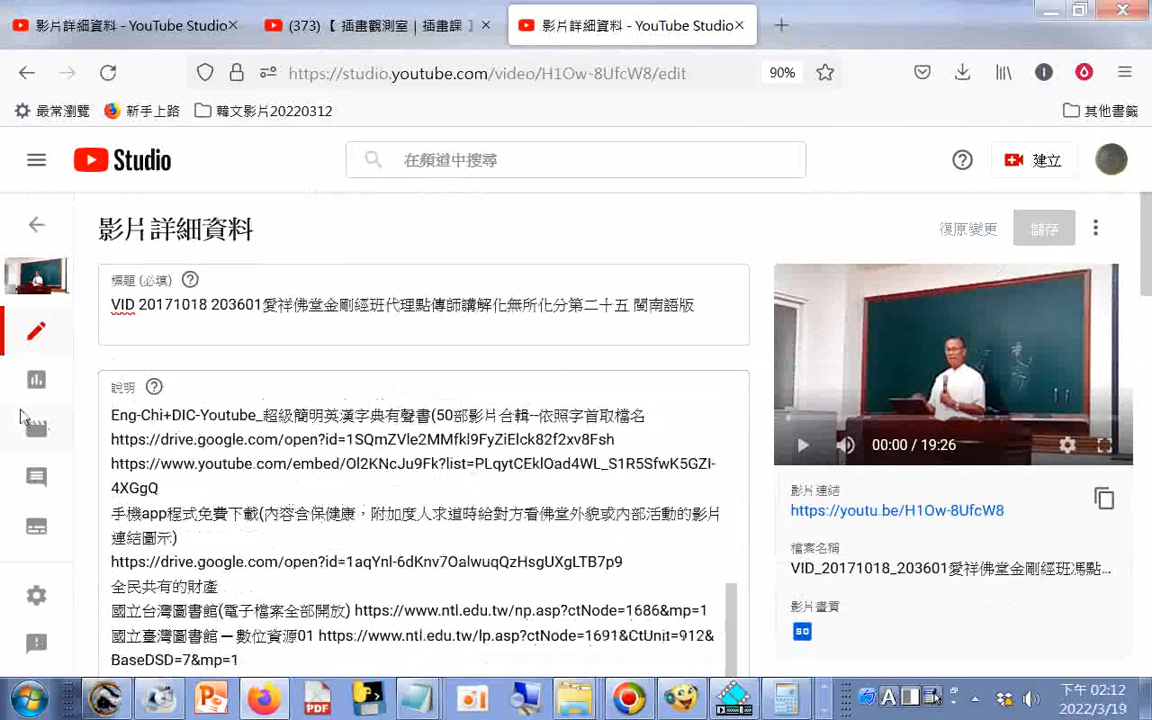 影片詳細資料 - YouTube Studio
(373)【 插畫觀測室 | 插畫課 】
影片詳細資料 - YouTube Studio
https://studio.youtube.com/video/H1Ow-8UfcW8/edit
90%
最常瀏覽
新手上路
韓文影片20220312
其他書籤
Studio
在頻道中搜尋
建立
影片詳細資料
復原變更
儲存
標題 (必填)
VID 20171018 203601愛祥佛堂金剛經班代理點傳師講解化無所化分第二十五 閩南語版
說明
Eng-Chi+DIC-Youtube_超級簡明英漢字典有聲書(50部影片合輯--依照字首取檔名
https://drive.google.com/open?id=1SQmZVle2MMfkl9FyZiElck82f2xv8Fsh
https://www.youtube.com/embed/Ol2KNcJu9Fk?list=PLqytCEklOad4WL_S1R5SfwK5GZI-
4XGgQ
手機app程式免費下載(內容含保健康，附加度人求道時給對方看佛堂外貌或內部活動的影片
連結圖示)
https://drive.google.com/open?id=1aqYnl-6dKnv7OalwuqQzHsgUXgLTB7p9
全民共有的財產
國立台灣圖書館(電子檔案全部開放) https://www.ntl.edu.tw/np.asp?ctNode=1686&mp=1
國立臺灣圖書館－數位資源01 https://www.ntl.edu.tw/lp.asp?ctNode=1691&CtUnit=912&
BaseDSD=7&mp=1
00:00 / 19:26
影片連結
https://youtu.be/H1Ow-8UfcW8
檔案名稱
VID_20171018_203601愛祥佛堂金剛經班馮點...
影片畫質
SD
PDF
A
下午 02:12
2022/3/19